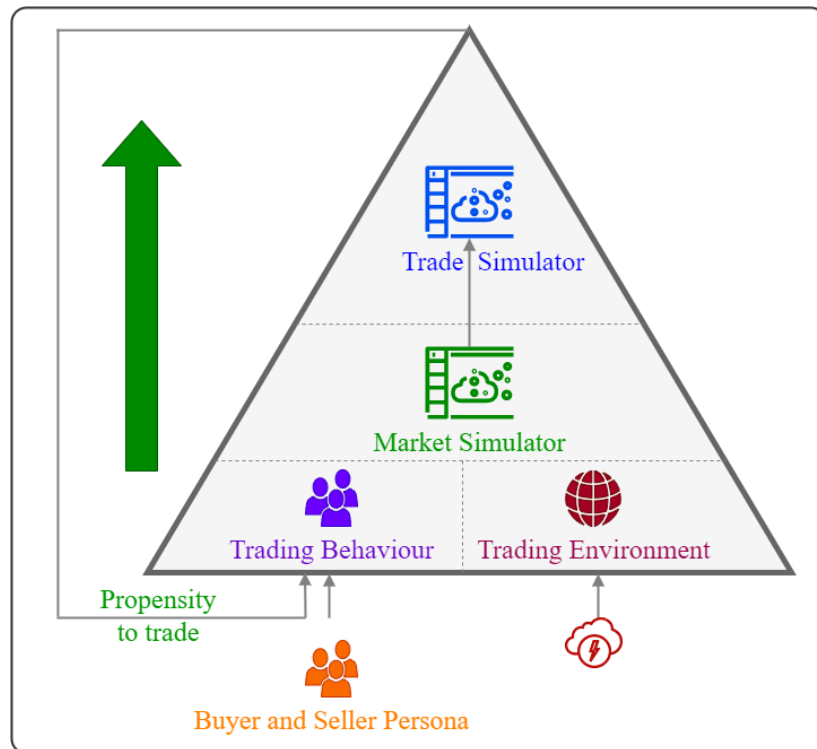 Trade Simulator
Market Simulator
Trading Behaviour
Trading Environment
Propensity
to trade
Buyer and Seller Persona